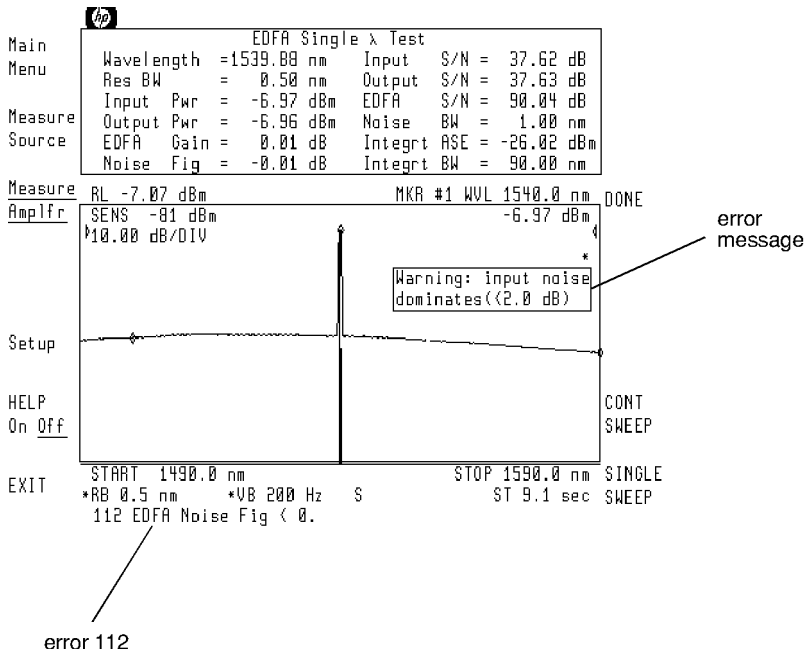 hp
EDFA Single λ Test
Wavelength =1539.88 nm Input S/N = 37.62 dB
Res BW = 0.50 nm Output S/N = 37.63 dB
Input Pwr = -6.97 dBm EDFA S/N = 90.04 dB
Output Pwr = -6.96 dBm Noise BW = 1.00 nm
EDFA Gain = 0.01 dB Integrt ASE = -26.02 dBm
Noise Fig = -0.01 dB Integrt BW = 90.00 nm
Main
Menu
Measure
Source
Measure
Amplfr
Setup
HELP
On Off
EXIT
RL -7.07 dBm MKR #1 WVL 1540.0 nm
SENS -81 dBm -6.97 dBm
10.00 dB/DIV
*
Warning: input noise
dominates(<2.0 dB)
DONE
CONT
SWEEP
SINGLE
SWEEP
START 1490.0 nm STOP 1590.0 nm
*RB 0.5 nm *VB 200 Hz S ST 9.1 sec
112 EDFA Noise Fig < 0.
error
message
error 112